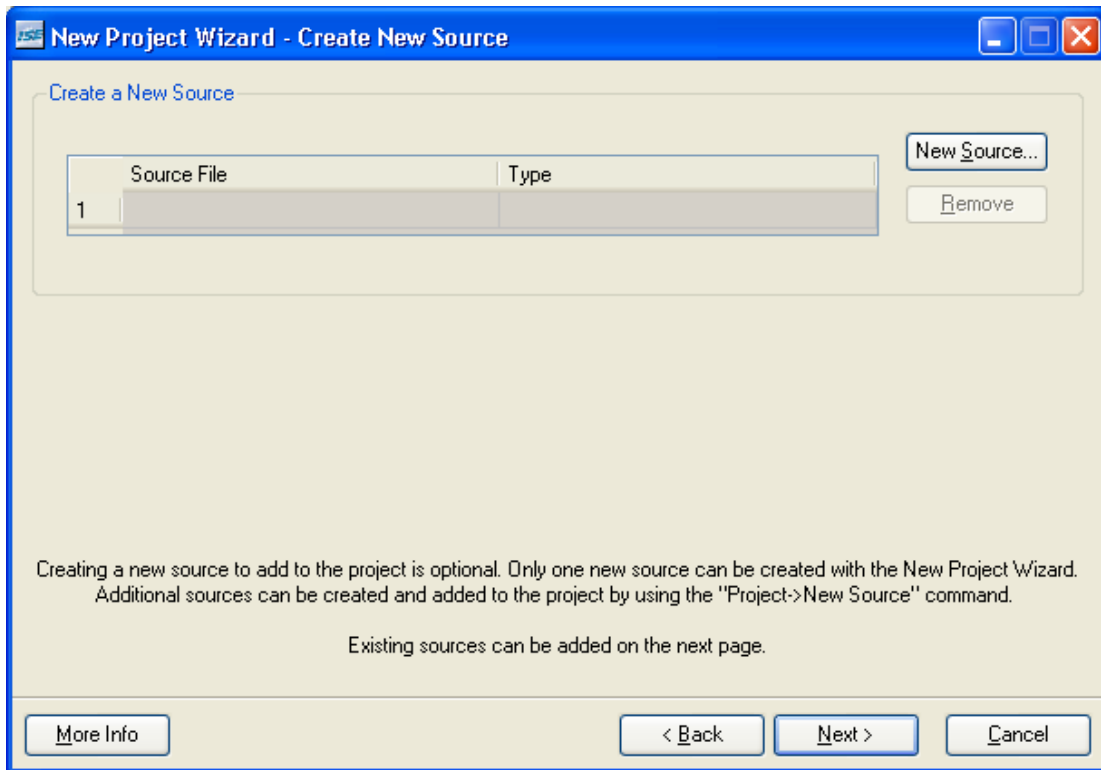 ISE New Project Wizard - Create New Source
Create a New Source
Source File Type
1
New Source...
Remove
Creating a new source to add to the project is optional. Only one new source can be created with the New Project Wizard.
Additional sources can be created and added to the project by using the "Project->New Source" command.
Existing sources can be added on the next page.
More Info < Back Next > Cancel